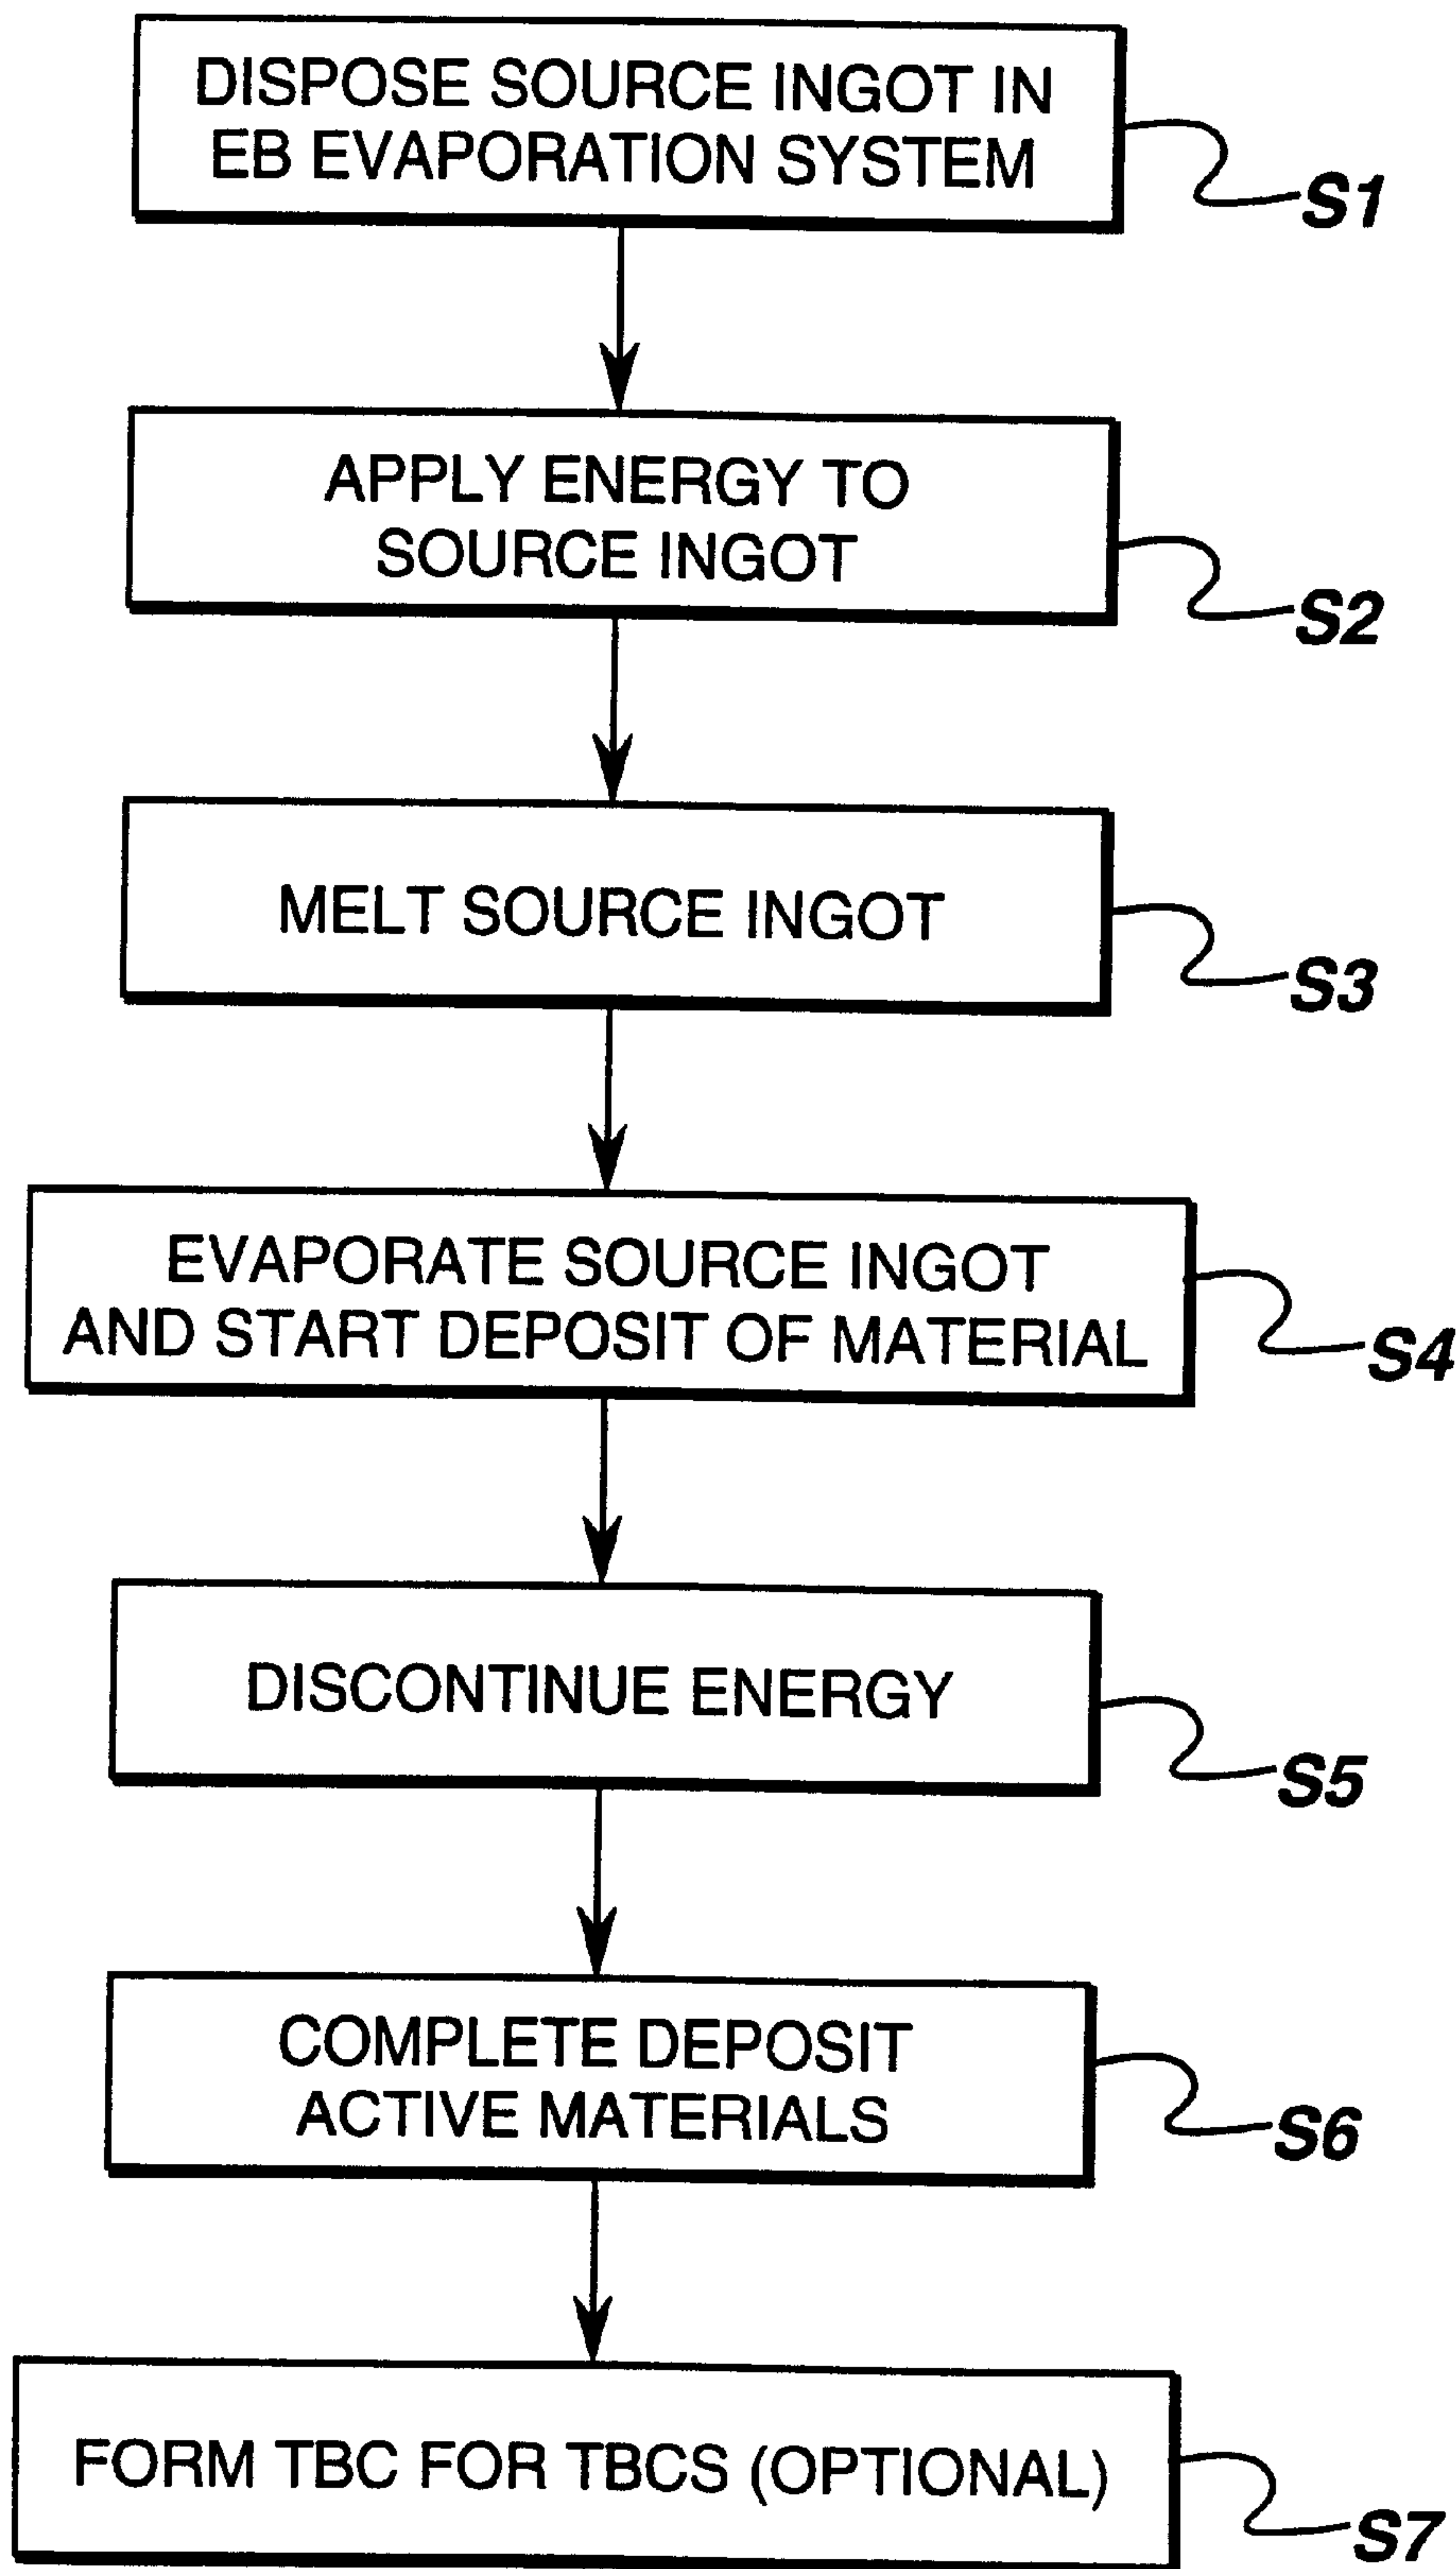 DISPOSE SOURCE INGOT IN
EB EVAPORATION SYSTEM
S1
APPLY ENERGY TO
SOURCE INGOT
S2
MELT SOURCE INGOT
S3
EVAPORATE SOURCE INGOT
AND START DEPOSIT OF MATERIAL
S4
DISCONTINUE ENERGY
S5
COMPLETE DEPOSIT
ACTIVE MATERIALS
S6
FORM TBC FOR TBCS (OPTIONAL)
S7